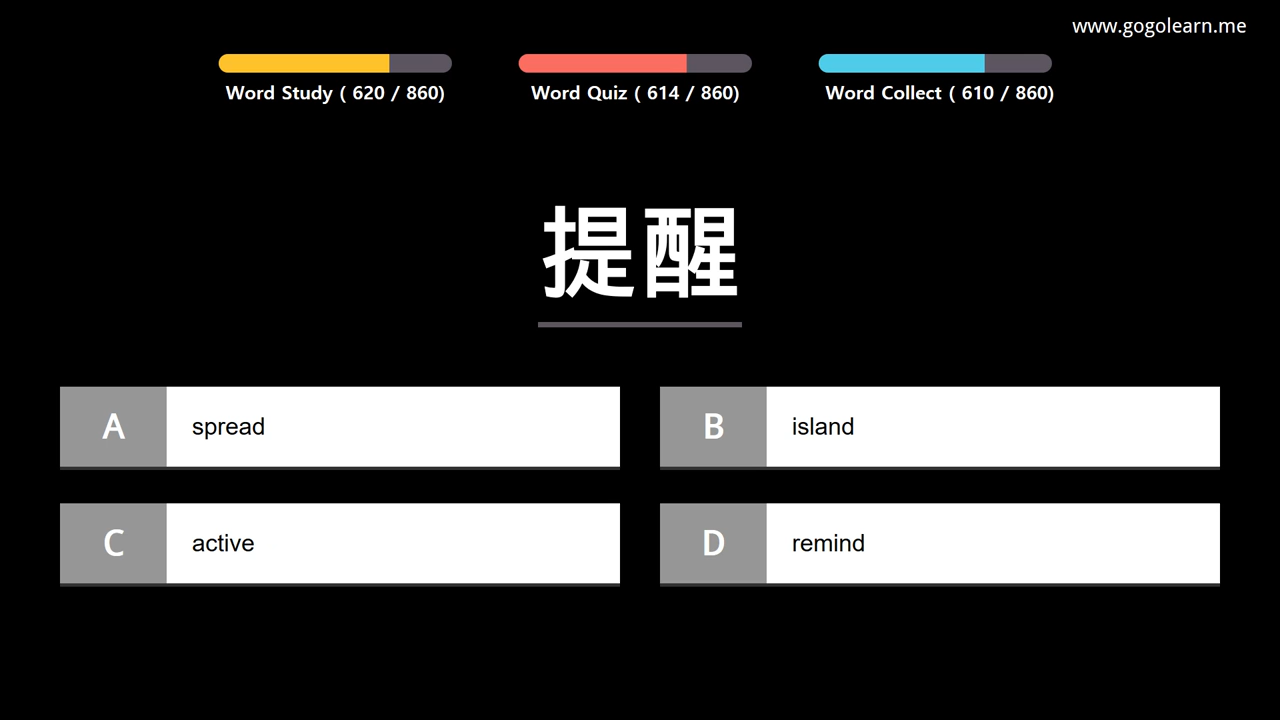 www.gogolearn.me
Word Study ( 620 / 860)
Word Quiz ( 614 / 860)
Word Collect ( 610 / 860)
提醒
A spread
B island
C active
D remind